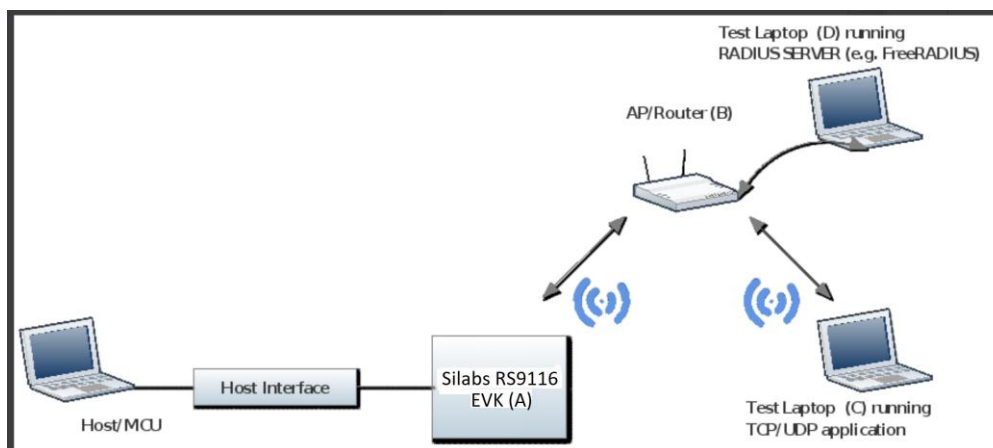 Test Laptop (D) running
RADIUS SERVER (e.g. FreeRADIUS)
AP/Router (B)
Silabs RS9116
EVK (A)
Host Interface
Host/MCU
Test Laptop (C) running
TCP/UDP application